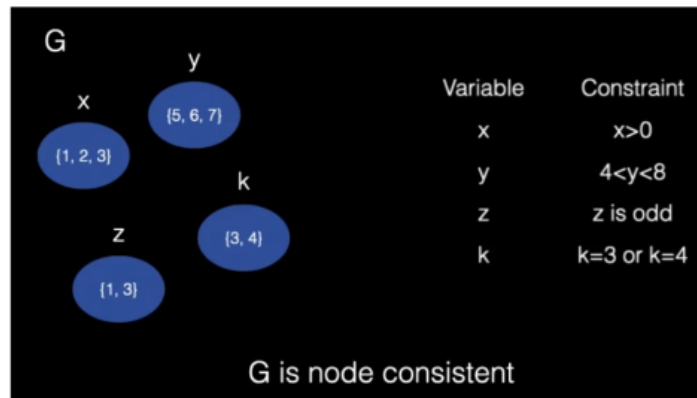 G
x
{1, 2, 3}
y
{5, 6, 7}
k
{3, 4}
z
{1, 3}
Variable Constraint
x x>0
y 4<y<8
z z is odd
k k=3 or k=4
G is node consistent